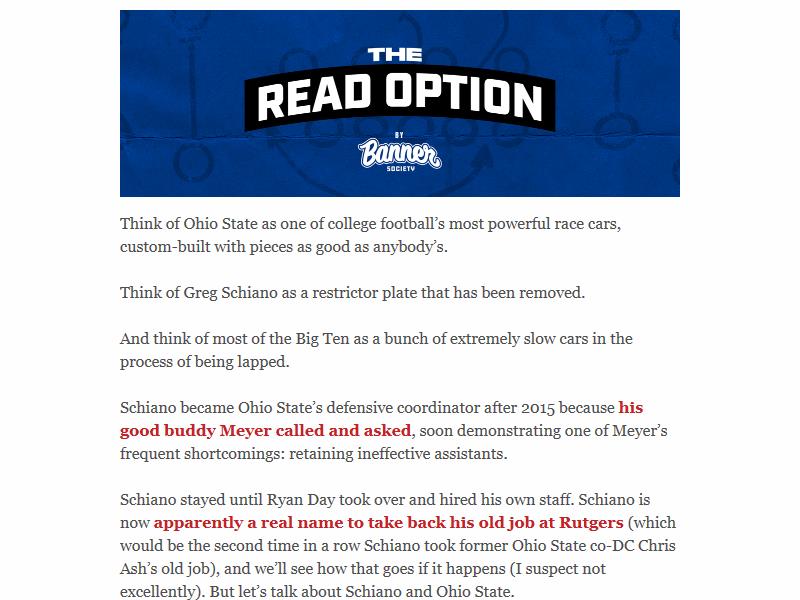 THE
READ OPTION
BY
Banner
SOCIETY
Think of Ohio State as one of college football’s most powerful race cars,
custom-built with pieces as good as anybody’s.
Think of Greg Schiano as a restrictor plate that has been removed.
And think of most of the Big Ten as a bunch of extremely slow cars in the
process of being lapped.
Schiano became Ohio State’s defensive coordinator after 2015 because his
good buddy Meyer called and asked, soon demonstrating one of Meyer’s
frequent shortcomings: retaining ineffective assistants.
Schiano stayed until Ryan Day took over and hired his own staff. Schiano is
now apparently a real name to take back his old job at Rutgers (which
would be the second time in a row Schiano took former Ohio State co-DC Chris
Ash’s old job), and we’ll see how that goes if it happens (I suspect not
excellently). But let’s talk about Schiano and Ohio State.